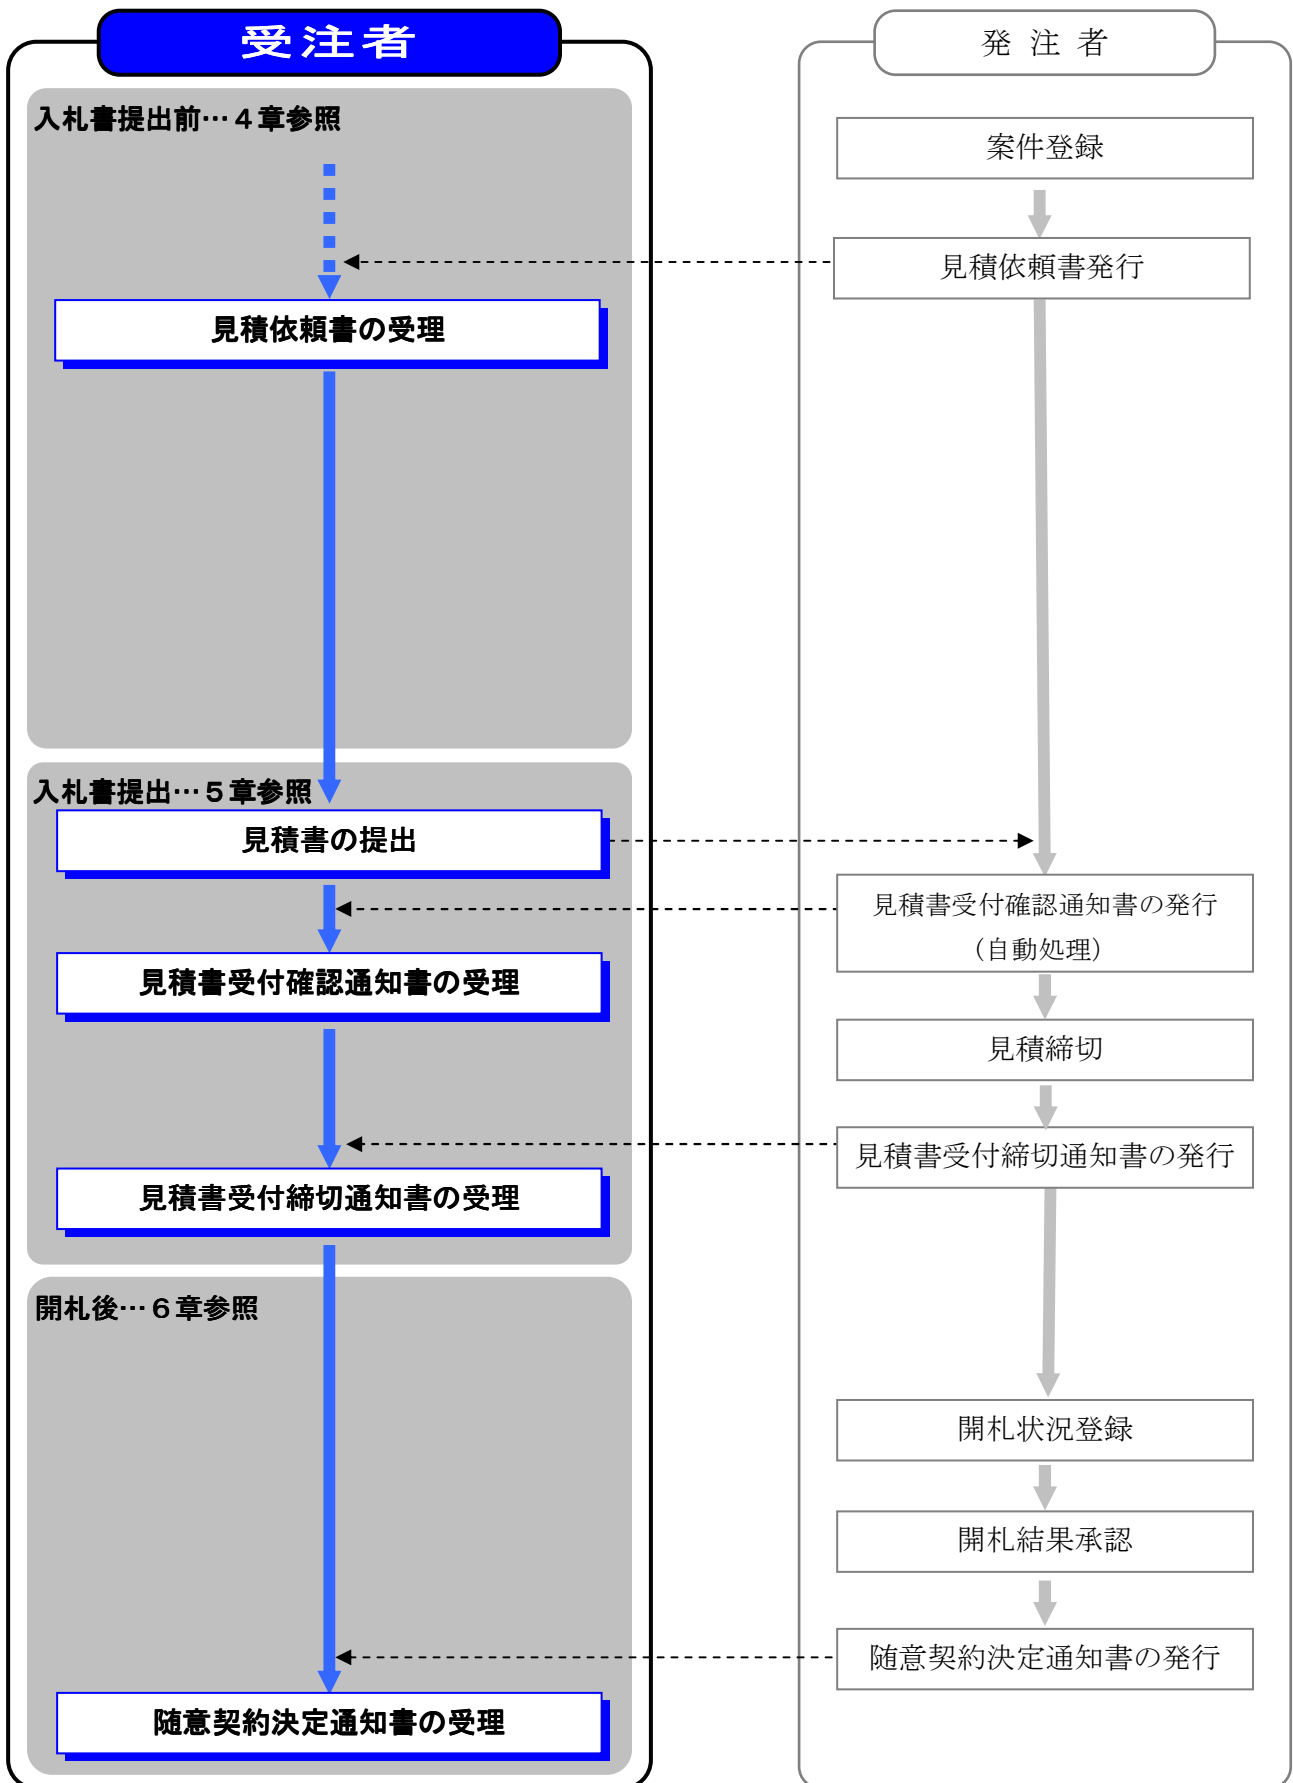 受注者
入札書提出前…４章参照
見積依頼書の受理
入札書提出…５章参照
見積書の提出
見積書受付確認通知書の受理
見積書受付締切通知書の受理
開札後…６章参照
随意契約決定通知書の受理
発 注 者
案件登録
見積依頼書発行
見積書受付確認通知書の発行
（自動処理）
見積締切
見積書受付締切通知書の発行
開札状況登録
開札結果承認
随意契約決定通知書の発行